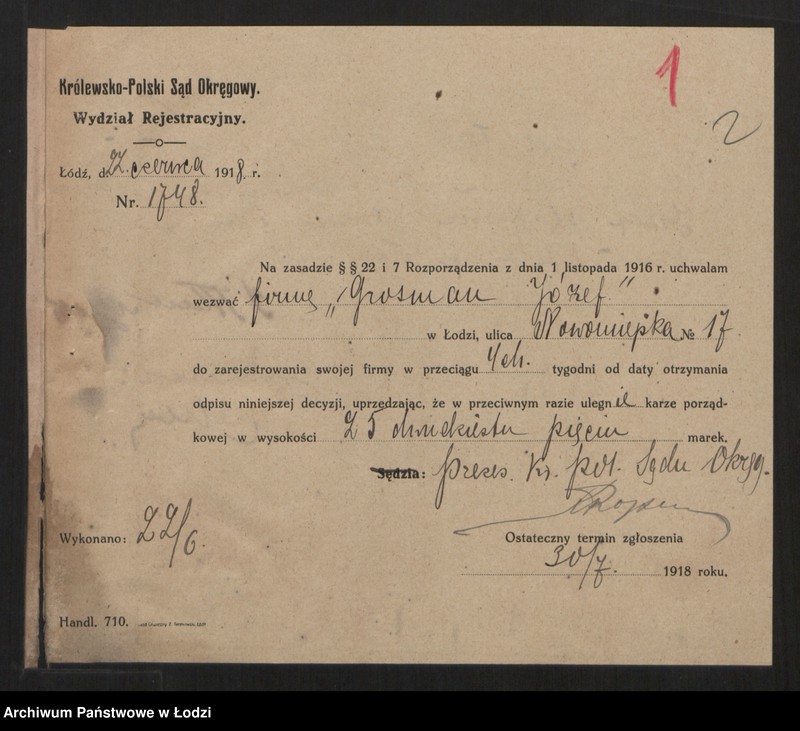 1
2
Królewsko-Polski Sąd Okręgowy.
Wydział Rejestracyjny.
Łódź, d. 2. czerwca 1918. r.
Nr. 1748.
Na zasadzie § § 22 i 7 Rozporządzenia z dnia 1 listopada 1916 r. uchwalam
wezwać firmę „Grosman Józef"
w Łodzi, ulica Nowomiejska № 17
do zarejestrowania swojej firmy w przeciągu 4ch. tygodni od daty otrzymania
odpisu niniejszej decyzji, uprzedzając, że w przeciwnym razie ulegnie karze porząd-
kowej w wysokości 25 dwudziestu pięciu marek.
Sędzia: Prezes. Kr. pol. Sądu Okręg.
Wykonano: 22/6.
Ostateczny termin zgłoszenia
30/7. 1918 roku.
Handl. 710.
Archiwum Państwowe w Łodzi